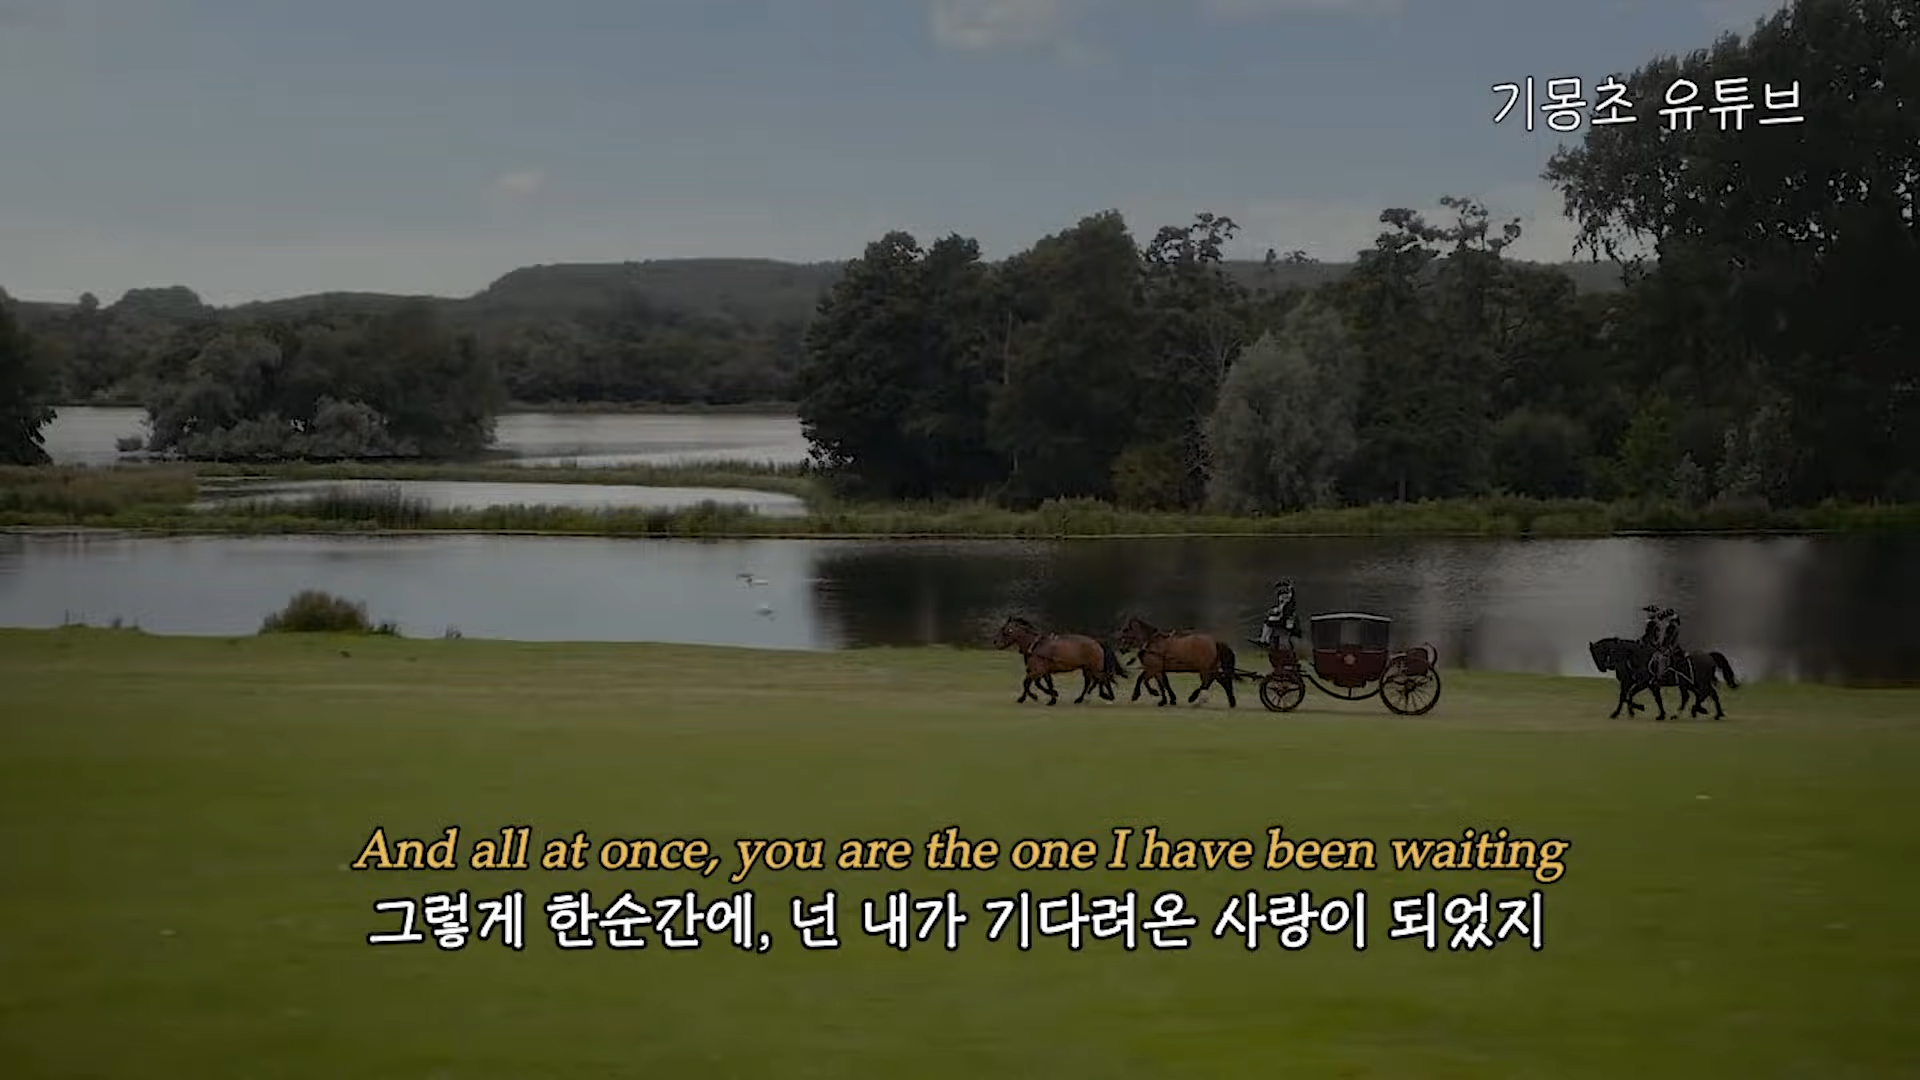 기몽초 유튜브
And all at once, you are the one I have been waiting
그렇게 한순간에, 넌 내가 기다려온 사랑이 되었지